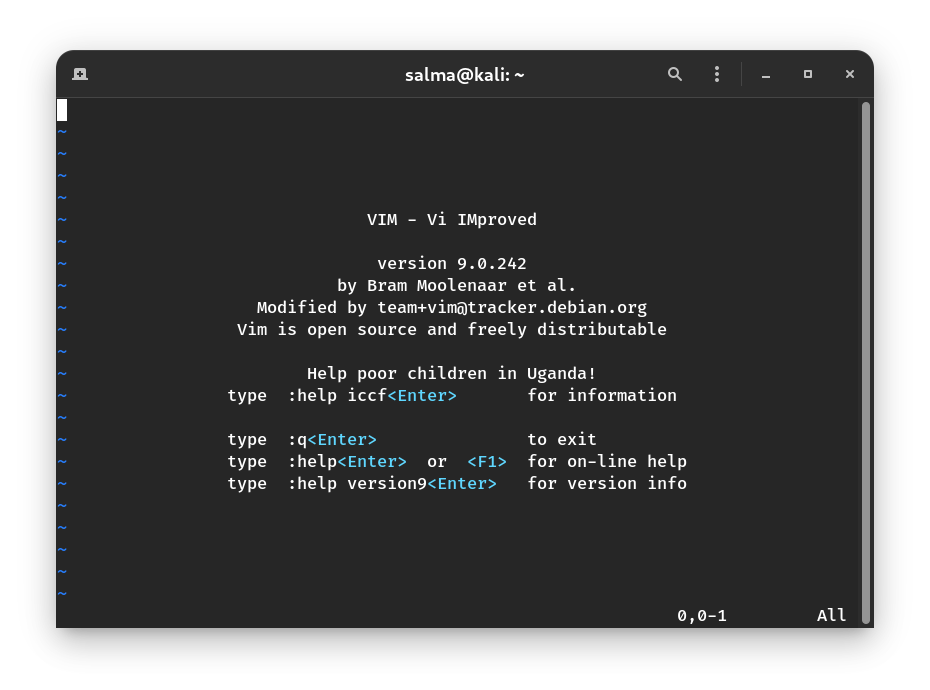 salma@kali: ~
~
~
~
~
~ VIM - Vi IMproved
~
~ version 9.0.242
~ by Bram Moolenaar et al.
~ Modified by team+vim@tracker.debian.org
~ Vim is open source and freely distributable
~
~ Help poor children in Uganda!
~ type :help iccf<Enter> for information
~
~ type :q<Enter> to exit
~ type :help<Enter> or <F1> for on-line help
~ type :help version9<Enter> for version info
~
~
~
~
~
0,0-1 All